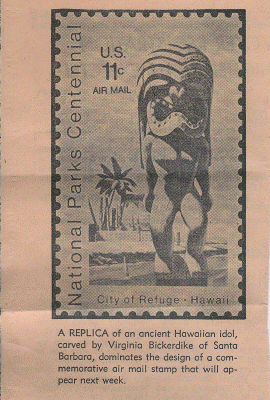 National Parks Centennial
U.S.
11c
AIR MAIL
City of Refuge • Hawaii
A REPLICA of an ancient Hawaiian idol,
carved by Virginia Bickerdike of Santa
Barbara, dominates the design of a com-
memorative air mail stamp that will ap-
pear next week.